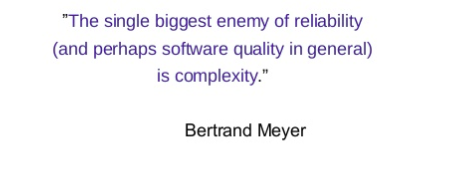 ”The single biggest enemy of reliability
(and perhaps software quality in general)
is complexity.”
Bertrand Meyer